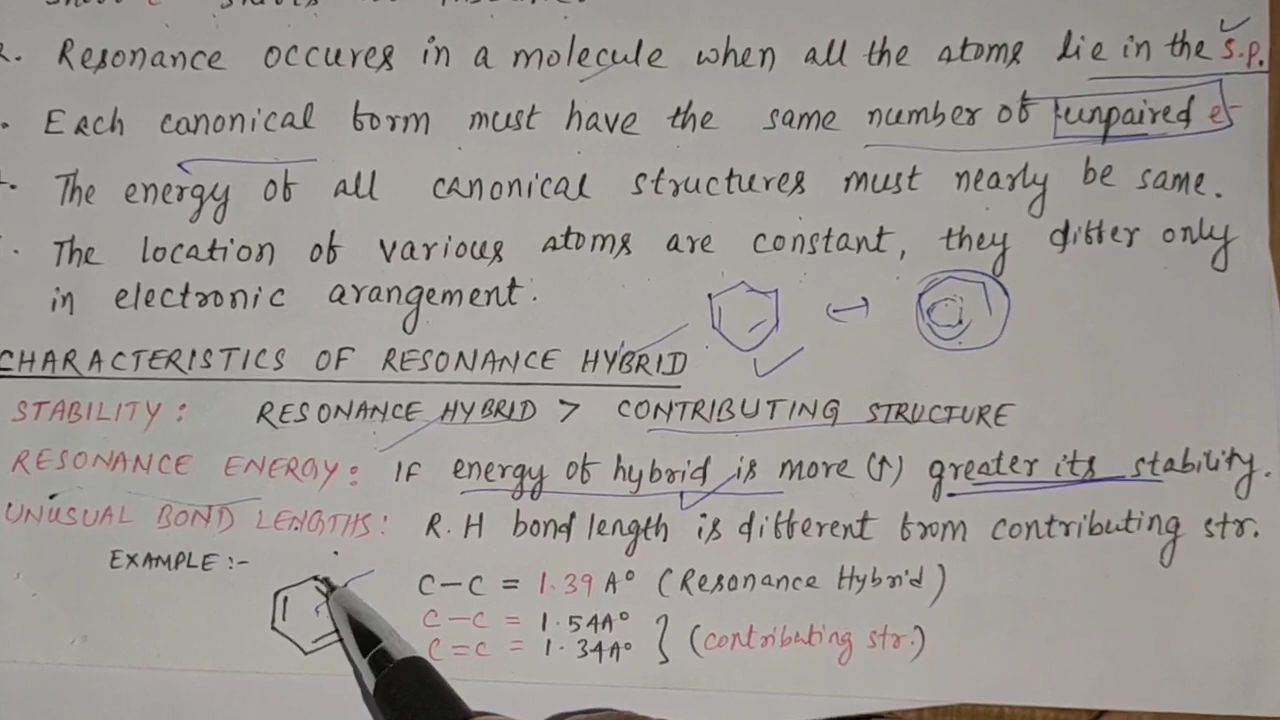 2. Resonance occures in a molecule when all the atoms lie in the s.p.
. Each canonical form must have the same number of unpaired e-
. The energy of all canonical structures must nearly be same.
. The location of various atoms are constant, they differ only
in electronic arangement.
CHARACTERISTICS OF RESONANCE HYBRID
STABILITY: RESONANCE HYBRID > CONTRIBUTING STRUCTURE
RESONANCE ENERGY: IF energy of hybrid is more (↑) greater its stability.
UNUSUAL BOND LENGTHS: R.H bond length is different from contributing str.
EXAMPLE:-
C-C = 1.39 A° (Resonance Hybrid)
C-C = 1.54A°
C=C = 1.34A° } (contributing str.)